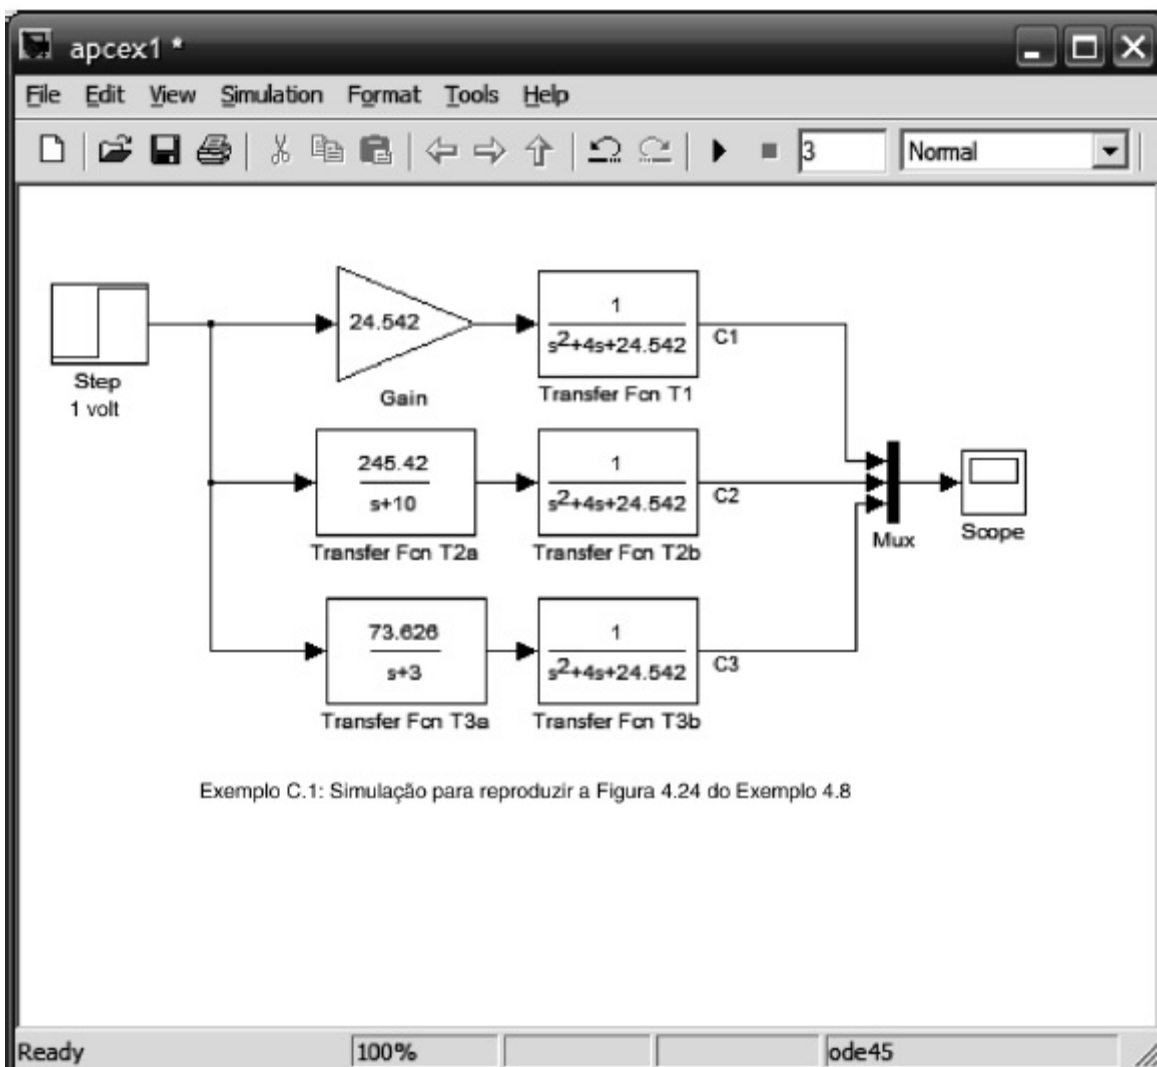 apcex1 *
File Edit View Simulation Format Tools Help
3 Normal
Step
1 volt
24.542
Gain
1
s²+4s+24.542
Transfer Fcn T1
C1
245.42
s+10
Transfer Fcn T2a
1
s²+4s+24.542
Transfer Fcn T2b
C2
Mux
Scope
73.626
s+3
Transfer Fcn T3a
1
s²+4s+24.542
Transfer Fcn T3b
C3
Exemplo C.1: Simulação para reproduzir a Figura 4.24 do Exemplo 4.8
Ready 100% ode45